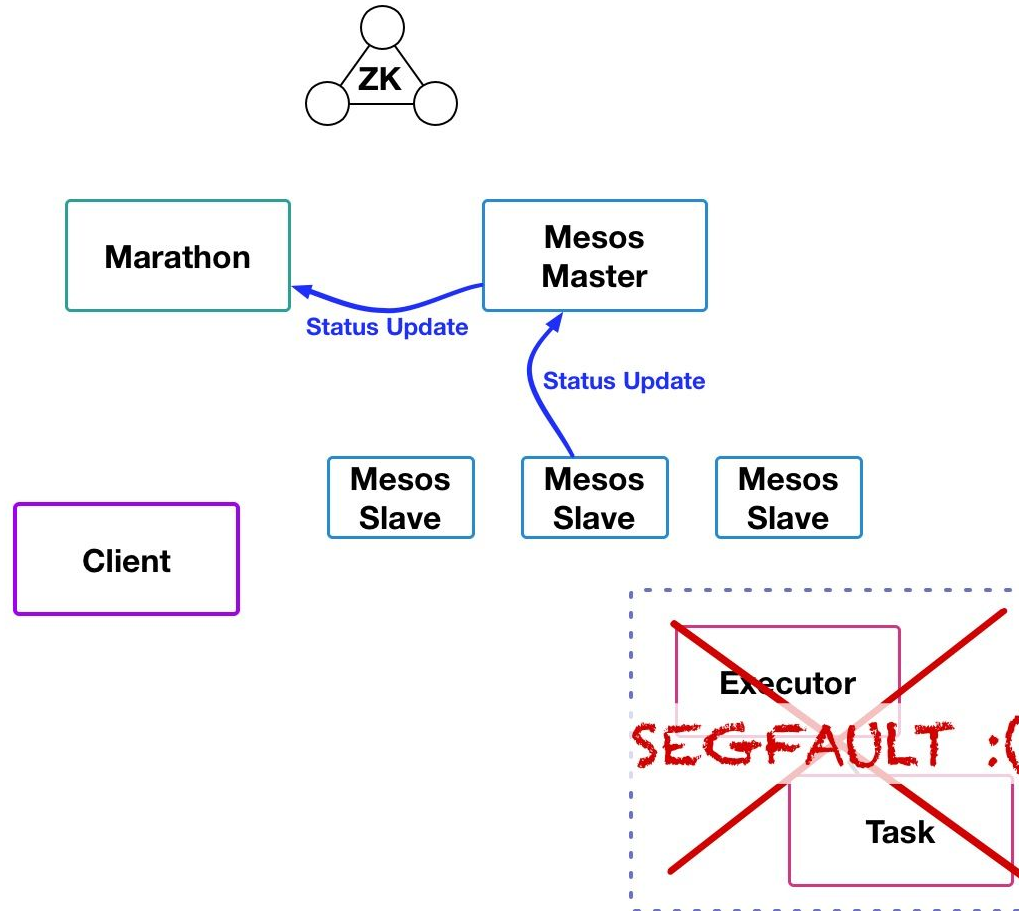 ZK
Marathon
Mesos
Master
Status Update
Status Update
Mesos
Slave
Mesos
Slave
Mesos
Slave
Client
Executor
SEGFAULT :(
Task